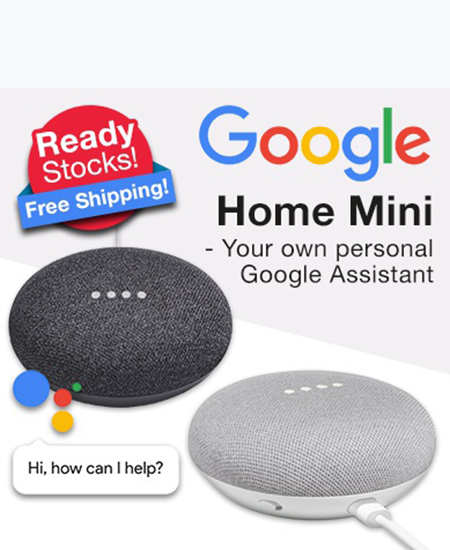 Ready
Stocks!
Free Shipping!
Google
Home Mini
- Your own personal
Google Assistant
Hi, how can I help?